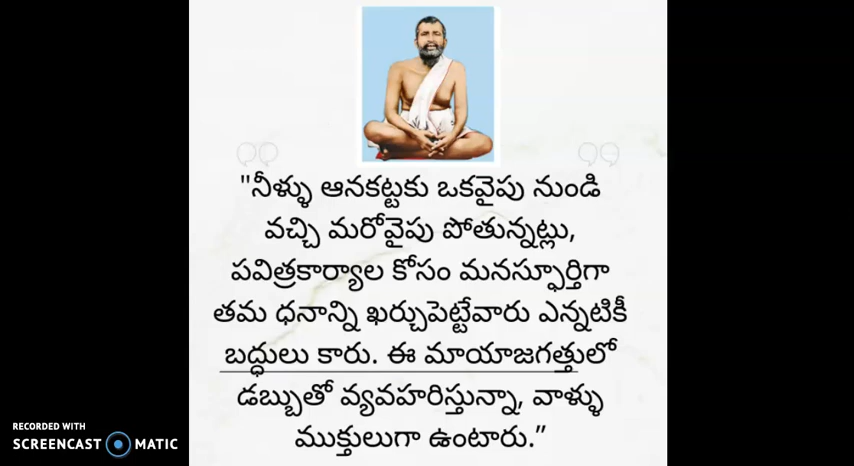 "నీళ్ళు ఆనకట్టకు ఒకవైపు నుండి
వచ్చి మరోవైపు పోతున్నట్లు,
పవిత్రకార్యాల కోసం మనస్ఫూర్తిగా
తమ ధనాన్ని ఖర్చుపెట్టేవారు ఎన్నటికీ
బద్ధులు కారు. ఈ మాయాజగత్తులో
డబ్బుతో వ్యవహరిస్తున్నా, వాళ్ళు
ముక్తులుగా ఉంటారు.”
RECORDED WITH
SCREENCAST MATIC